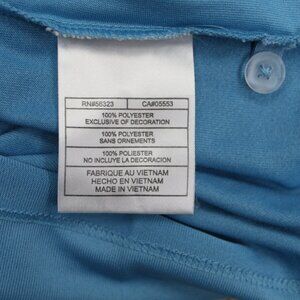 RN#56323 CA#05553
100% POLYESTER
EXCLUSIVE OF DECORATION
100% POLYESTER
SANS ORNEMENTS
100% POLIESTER
NO INCLUYE LA DECORACIÓN
FABRIQUE AU VIETNAM
HECHO EN VIETNAM
MADE IN VIETNAM